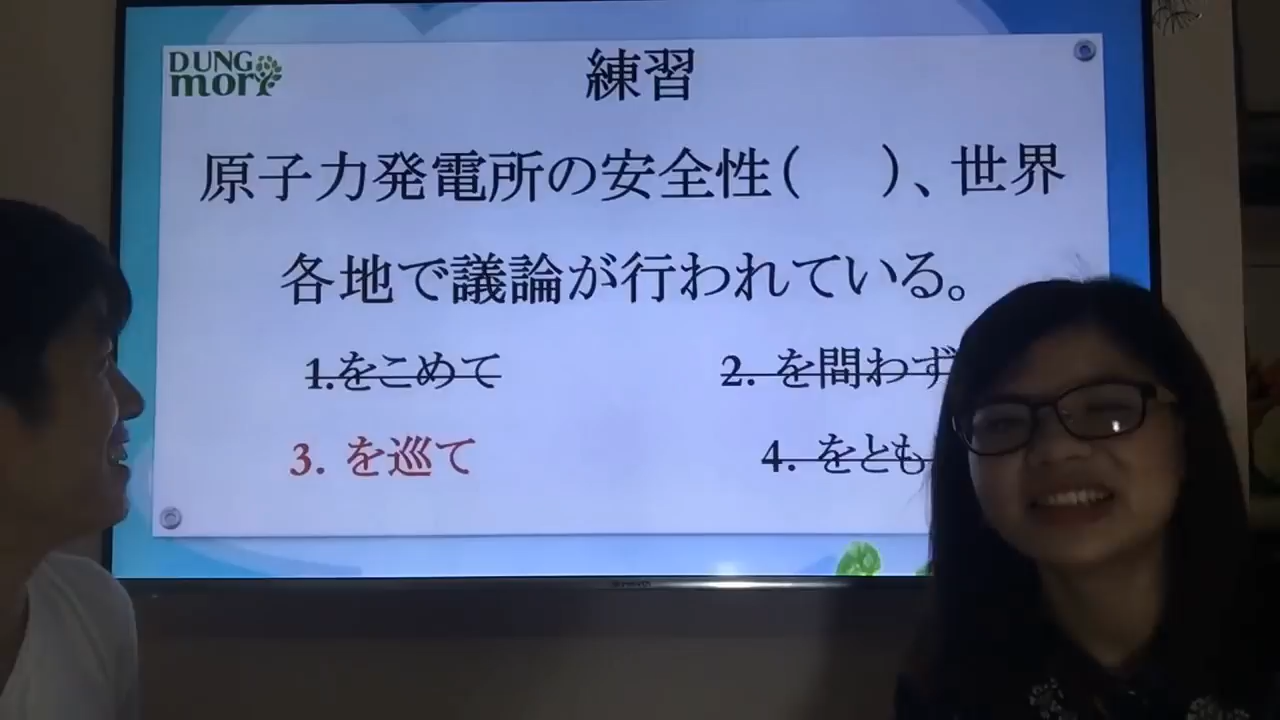 DUNG
mori
練習
原子力発電所の安全性(　)、世界
各地で議論が行われている。
1.をこめて
2. を問わず
3. を巡て
4. をとも